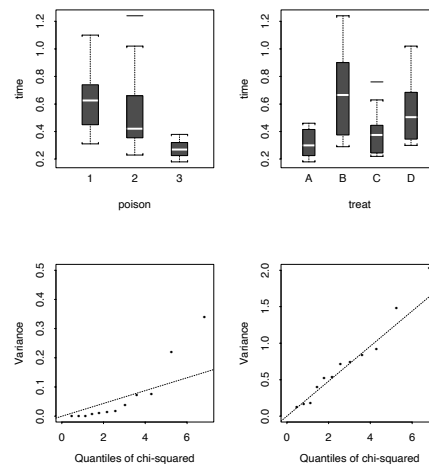 time
0.2 0.4 0.6 0.8 1.0 1.2
1 2 3
poison
time
0.2 0.4 0.6 0.8 1.0 1.2
A B C D
treat
Variance
0.0 0.1 0.2 0.3 0.4 0.5
0 2 4 6
Quantiles of chi-squared
Variance
0.0 0.5 1.0 1.5 2.0
0 2 4 6
Quantiles of chi-squared